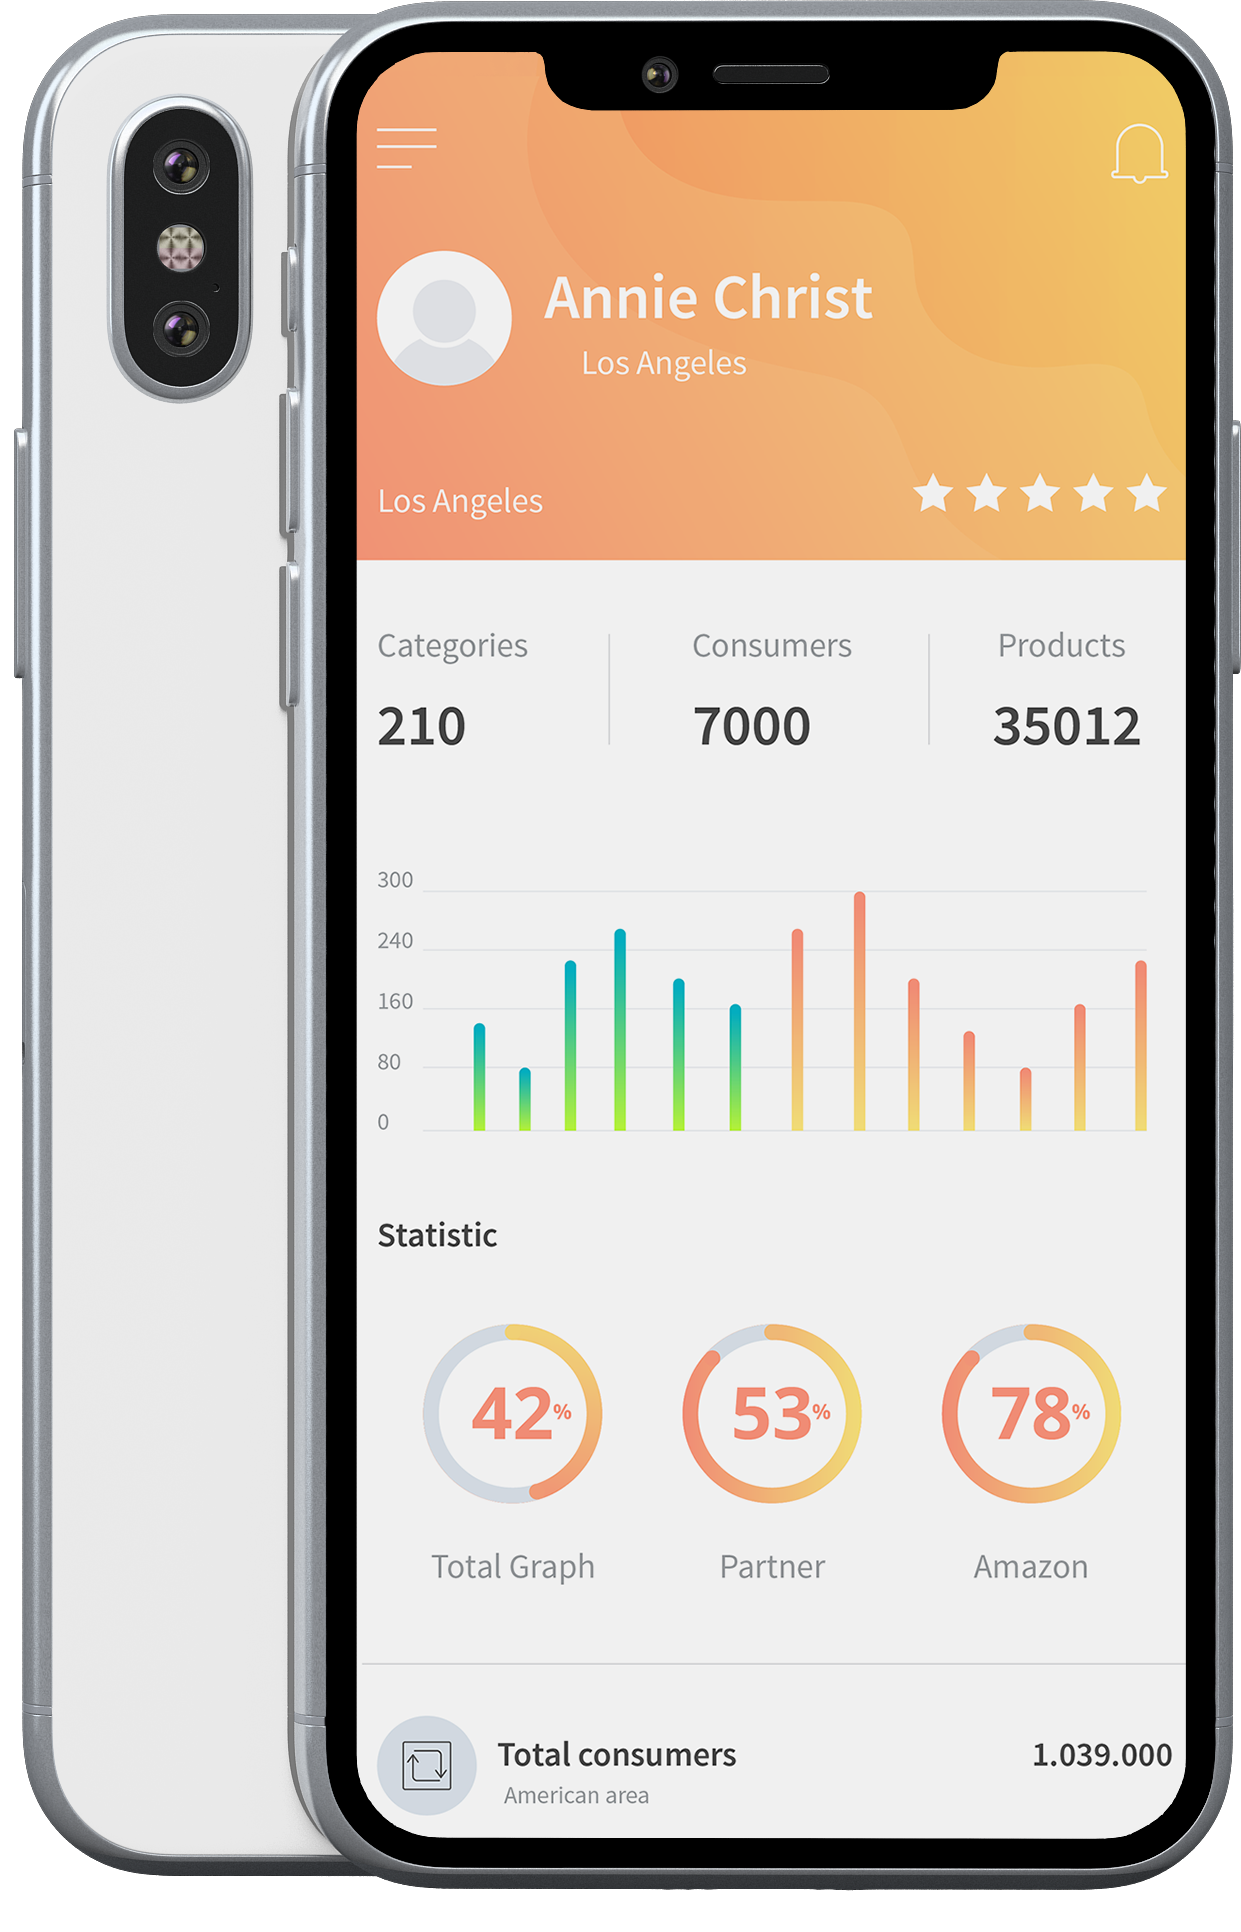 Annie Christ
Los Angeles
Los Angeles
Categories
Consumers
Products
210
7000
35012
300
240
160
80
0
Statistic
42%
53%
78%
Total Graph
Partner
Amazon
Total consumers
1.039.000
American area